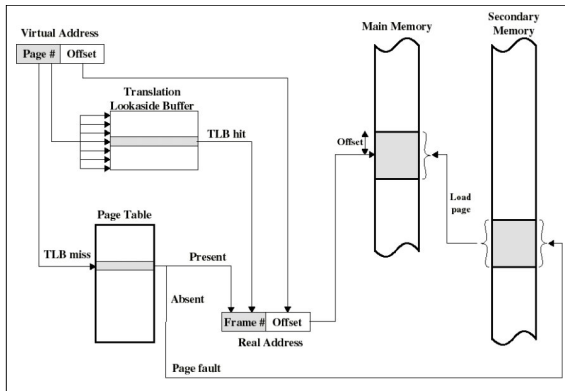 Secondary
Memory
Main Memory
Virtual Address
Page # Offset
Translation
Lookaside Buffer
TLB hit
Offset
Load
page
Page Table
TLB miss
Present
Absent
Frame # Offset
Real Address
Page fault